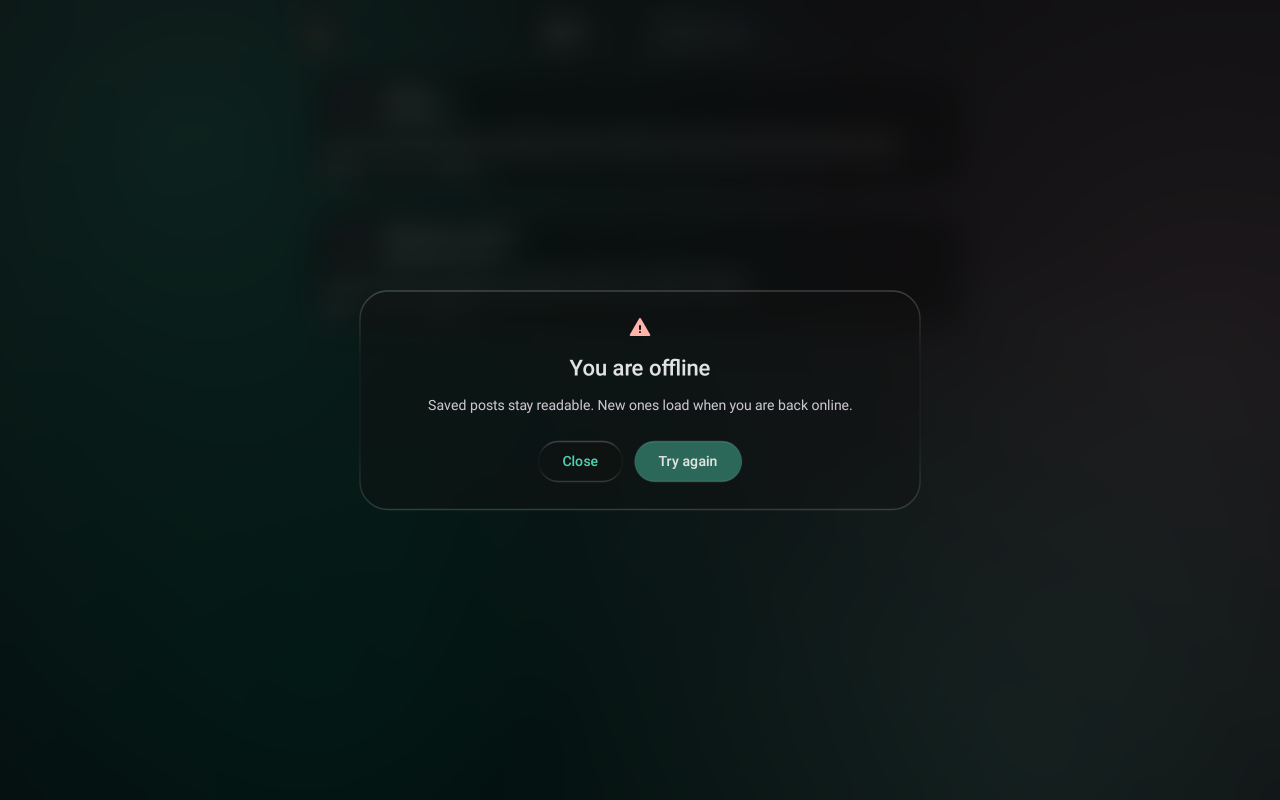 You are offline
Saved posts stay readable. New ones load when you are back online.
Close
Try again